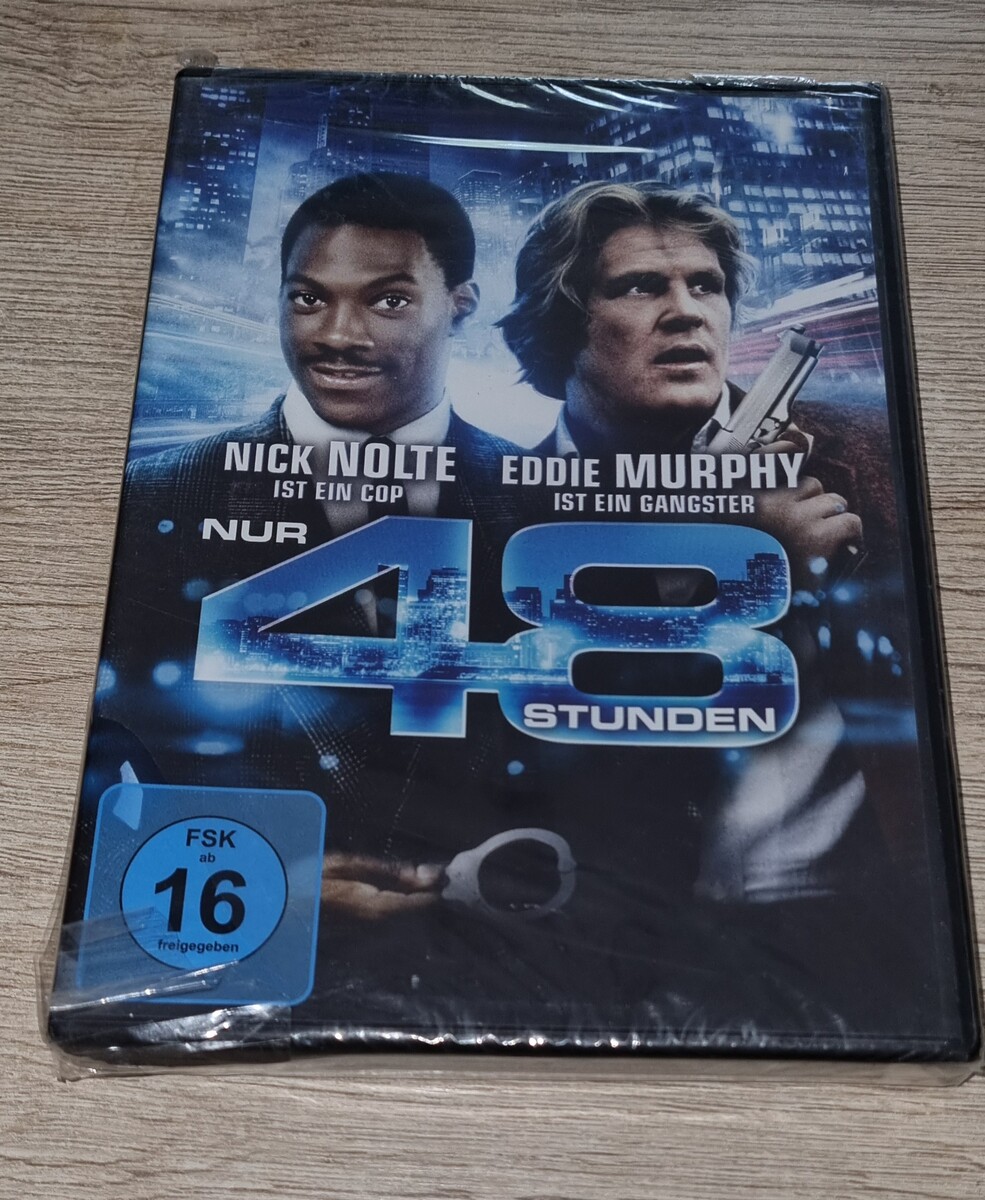 NICK NOLTE
IST EIN COP
EDDIE MURPHY
IST EIN GANGSTER
NUR
48
STUNDEN
FSK
ab
16
freigegeben